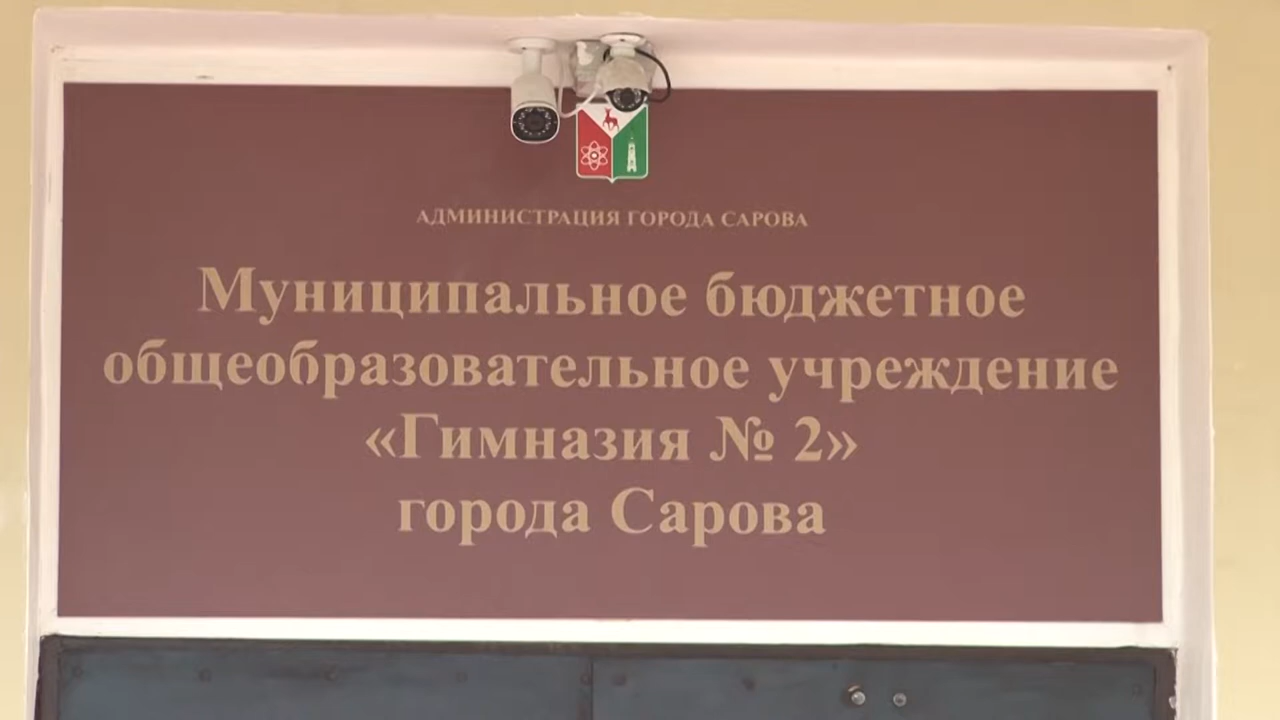 АДМИНИСТРАЦИЯ ГОРОДА САРОВА
Муниципальное бюджетное
общеобразовательное учреждение
«Гимназия № 2»
города Сарова